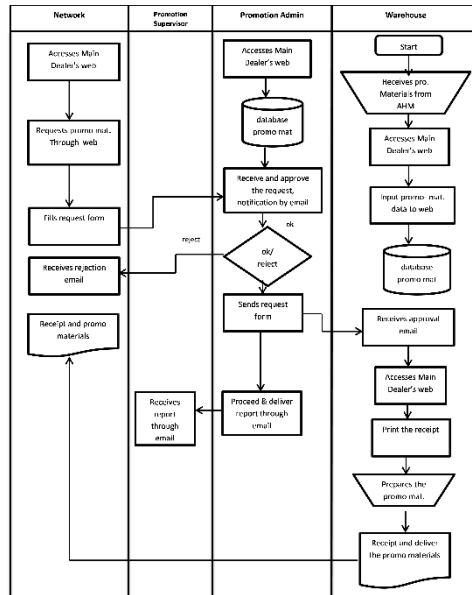 Network
Promotion
Supervisor
Promotion Admin
Warehouse
Accesses Main
Dealer's web
Requests promo mat.
Through web
Fills request form
reject
Receives rejection
email
Receipt and promo
materials
Receives
report
through
email
Accesses Main
Dealer's web
database
promo mat
Receive and approve
the request,
notification by email
ok
ok/
reject
Sends request
form
Proceed & deliver
report through
email
Start
Receives pro.
Materials from
AHM
Accesses Main
Dealer's web
Input promo mat.
data to web
database
promo mat
Receives approval
email
Accesses Main
Dealer's web
Print the receipt
Prepares the
promo mat.
Receipt and deliver
the promo materials